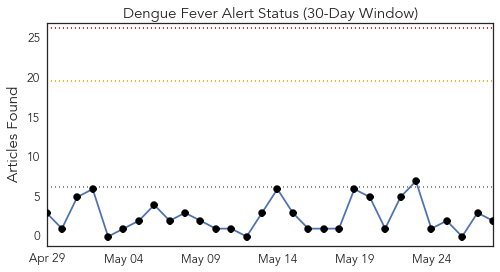 Dengue Fever Alert Status (30-Day Window)
Articles Found
25
20
15
10
5
0
Apr 29 May 04 May 09 May 14 May 19 May 24